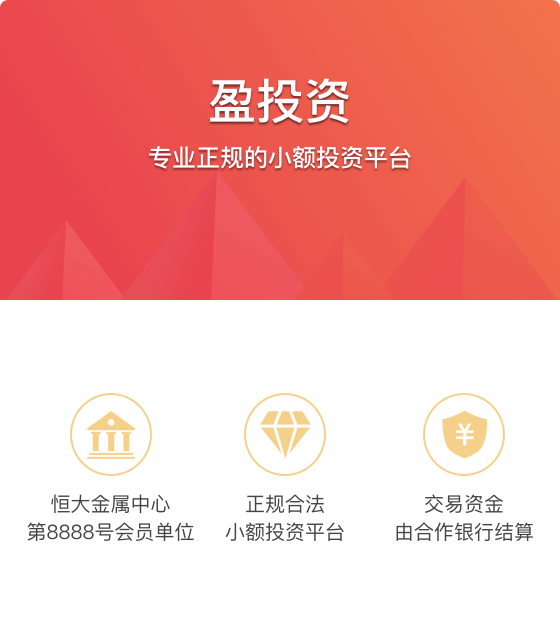 盈投资
专业正规的小额投资平台
¥
恒大金属中心
第8888号会员单位
正规合法
小额投资平台
交易资金
由合作银行结算